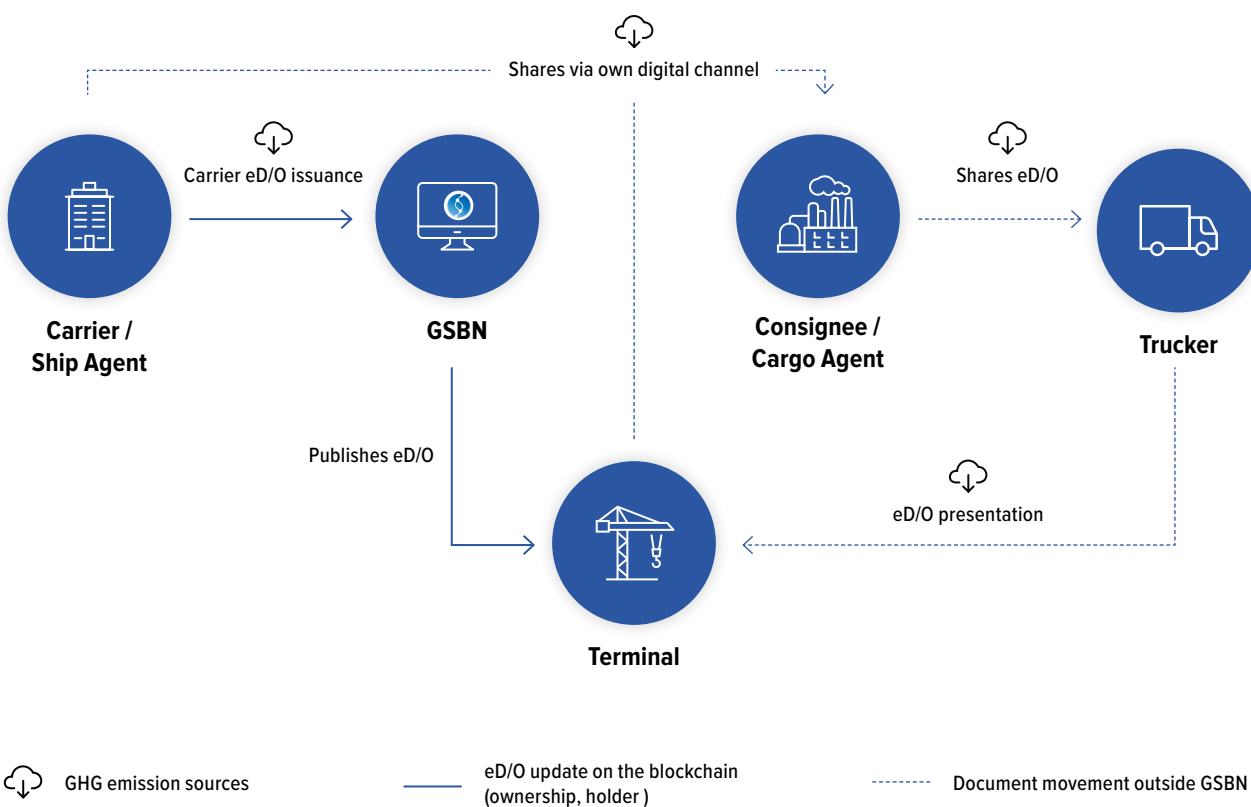 Shares via own digital channel
Carrier eD/O issuance
Shares eD/O
Carrier /
Ship Agent
GSBN
Consignee /
Cargo Agent
Trucker
Publishes eD/O
eD/O presentation
Terminal
GHG emission sources
eD/O update on the blockchain
(ownership, holder )
Document movement outside GSBN